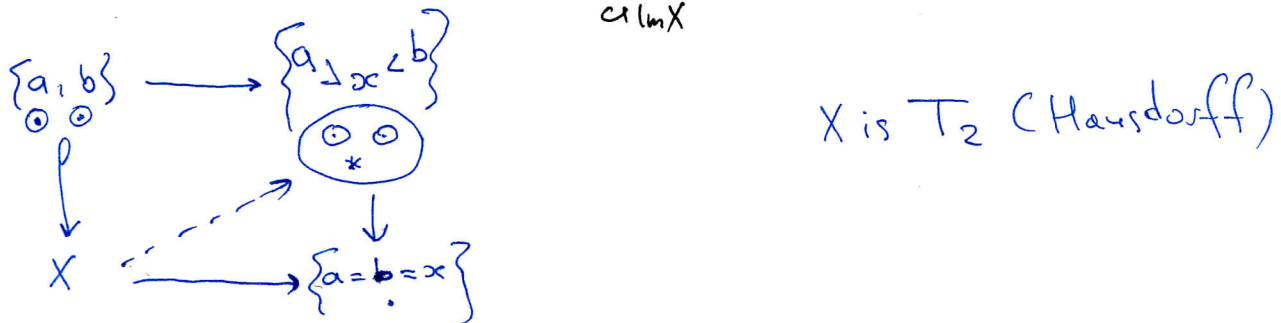 {a, b} → {a ↘ x ↙ b}
X is T₂ (Hausdorff)
X → {a = b = x}